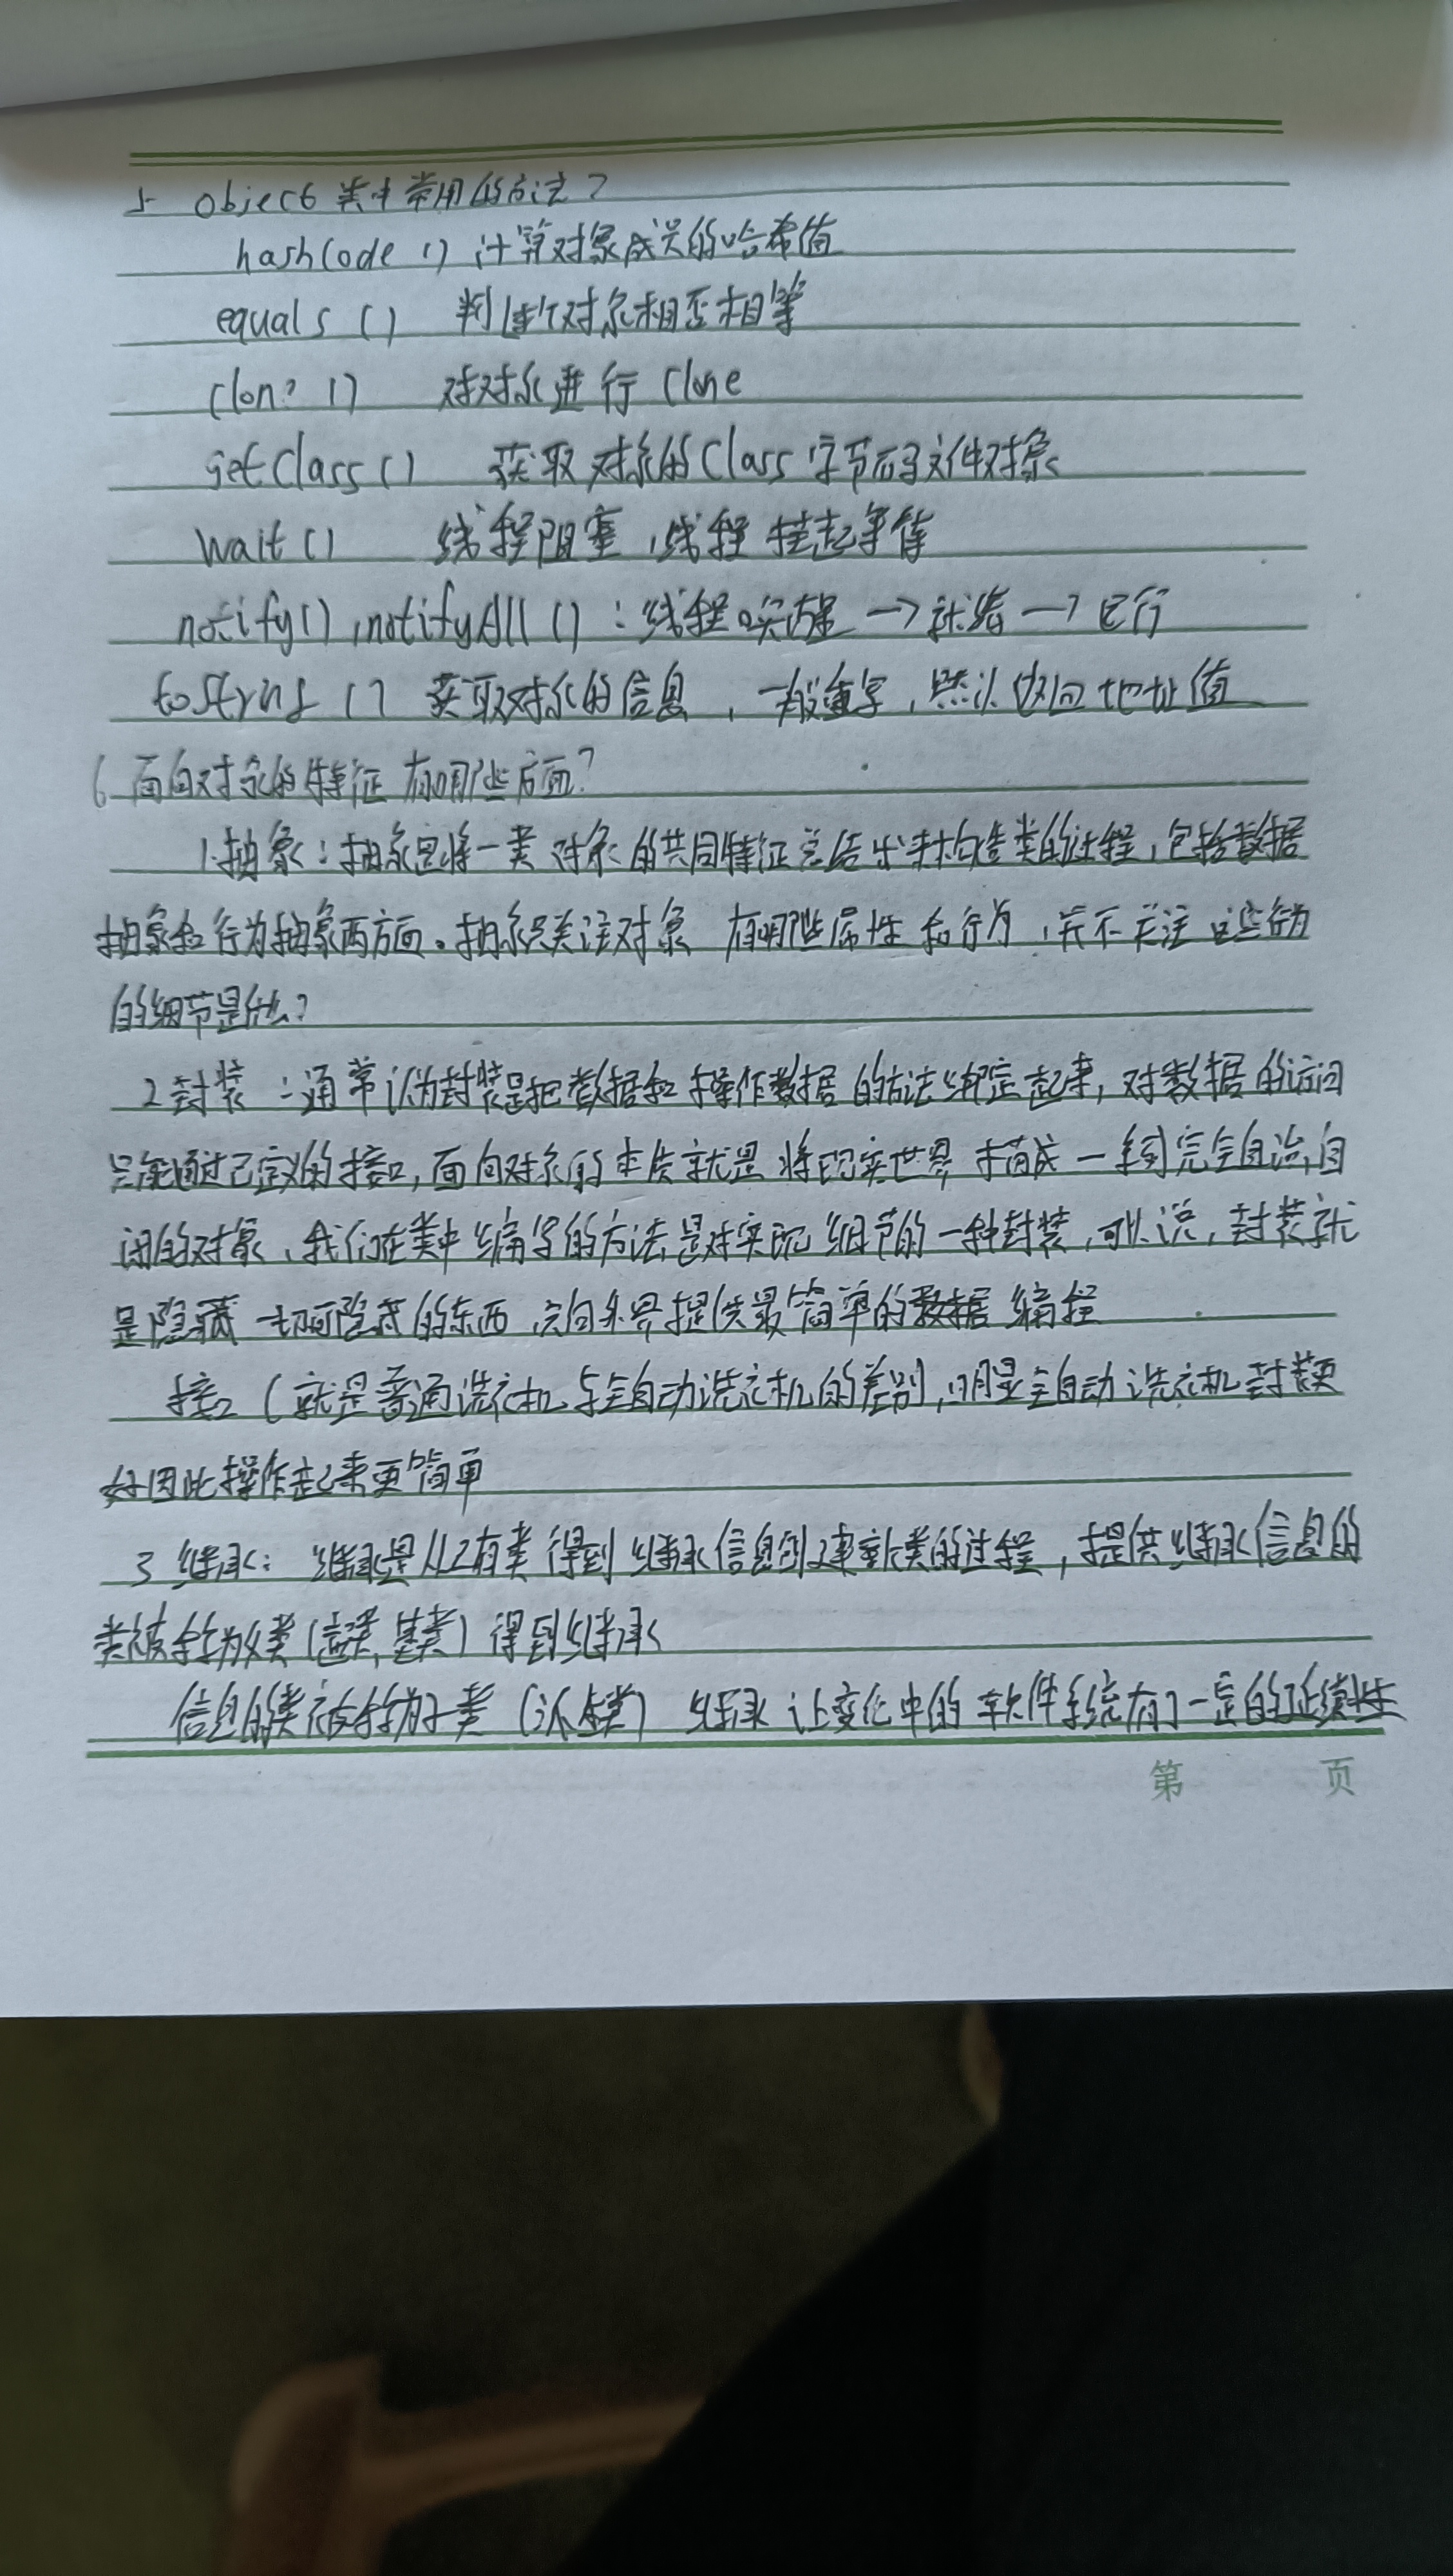 5. Object类中常用的方法?
hashCode () 计算对象成员的哈希值
equals () 判断对象相否相等
clone () 对对象进行 Clone
getClass () 获取对象的Class 字节码文件对象
wait () 线程阻塞,线程挂起等待
notify(),notifyAll () :线程唤醒→就绪→运行
toString () 获取对象的信息,一般重写,默认返回地址值
6 面向对象的特征有哪些方面?
1.抽象:抽象是将一类对象的共同特征总结出来构造类的过程,包括数据
抽象和行为抽象两方面。抽象只关注对象有哪些属性和行为,并不关注这些行为
的细节是什么?
2 封装:通常认为封装是把数据和操作数据的方法绑定起来,对数据的访问
只能通过已定义的接口,面向对象的本质就是将现实世界描成一系列完全自治,自
闭的对象、我们在类中编写的方法是对实现细节的一种封装,可以说,封装就
是隐藏一切可隐藏的东西,只向外界提供最简单的数据编程
接口(就是普通洗衣机与全自动洗衣机的差别,明显全自动洗衣机封装更
好因此操作起来更简单
3 继承:继承是从已有类得到继承信息创建新类的过程,提供继承信息的
类被称为父类(超类,基类)得到继承
信息的类被称为子类(派生类)继承让变化中的软件系统有了一定的延续性
第 页